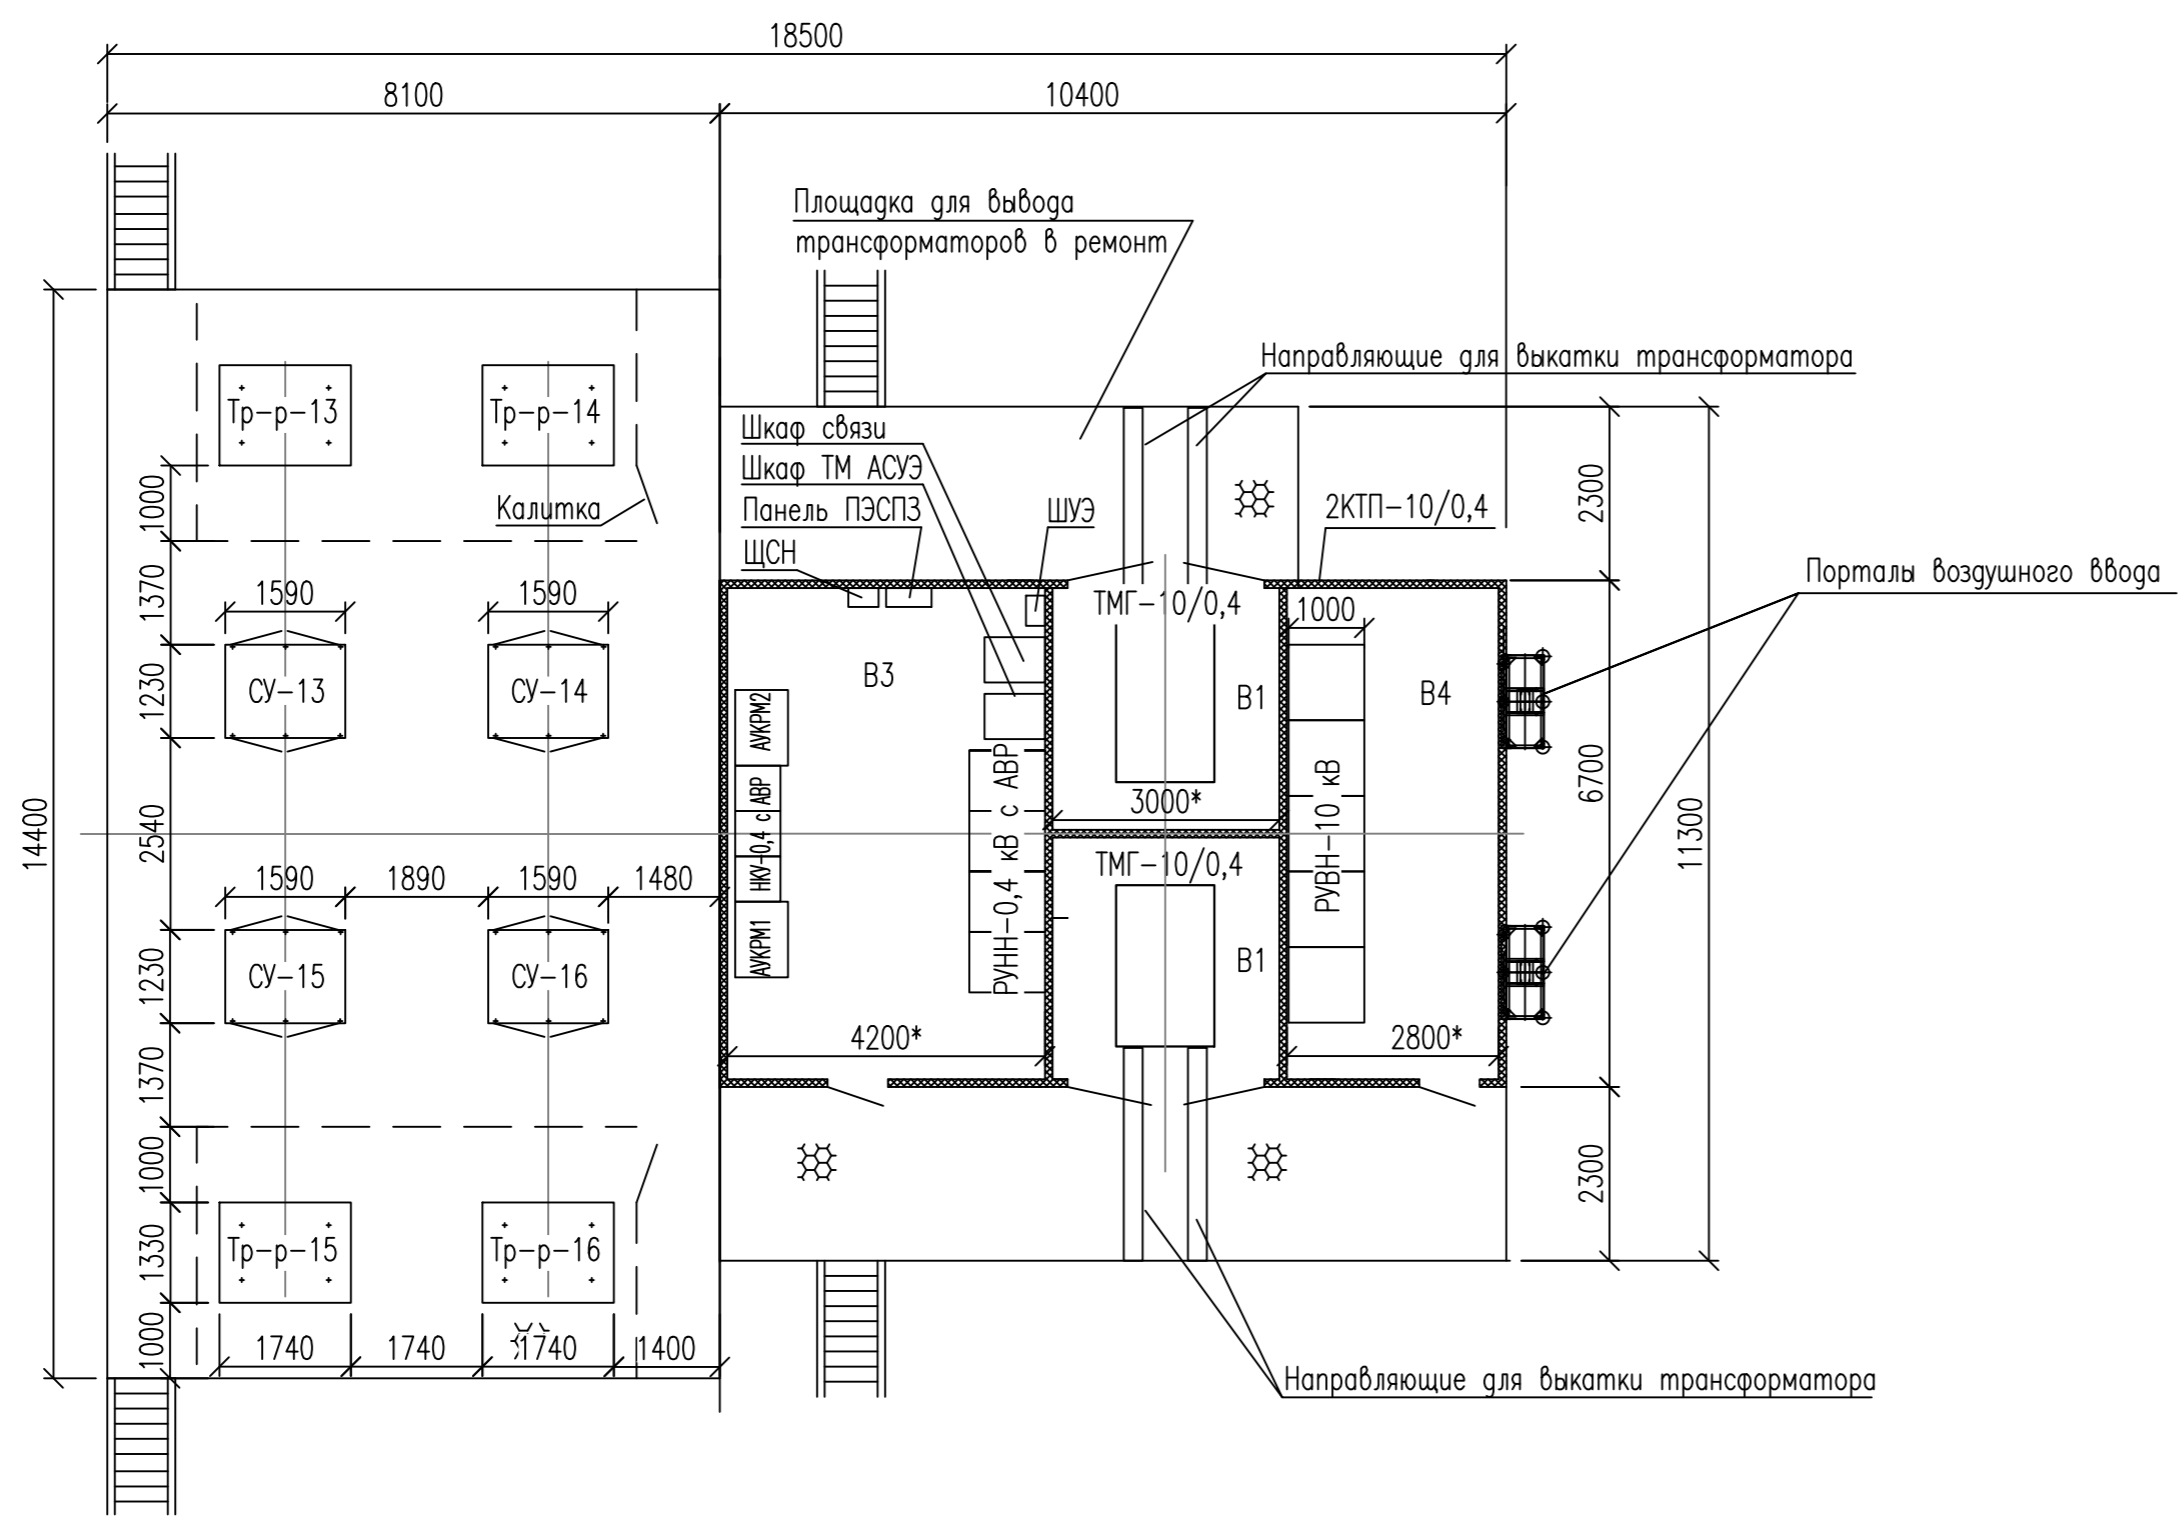 18500
8100
10400
Площадка для вывода
трансформаторов в ремонт
Направляющие для выкатки трансформатора
Тр-р-13
Тр-р-14
Шкаф связи
Шкаф ТМ АСУЭ
Калитка
Панель ПЭСПЗ
ШУЭ
2КТП-10/0,4
ЩСН
Порталы воздушного ввода
1590
1590
ТМГ-10/0,4
1000
СУ-13
СУ-14
В3
В1
В4
АУКРМ2
НКУ-0,4 с АВР
АУКРМ1
РУНН-0,4 кВ с АВР
РУВН-10 кВ
3000*
ТМГ-10/0,4
1590
1890
1590
1480
СУ-15
СУ-16
В1
4200*
2800*
Тр-р-15
Тр-р-16
1740
1740
1740
1400
Направляющие для выкатки трансформатора
14400
1000
1370
1230
2540
1230
1370
1000
1330
1000
2300
6700
2300
11300